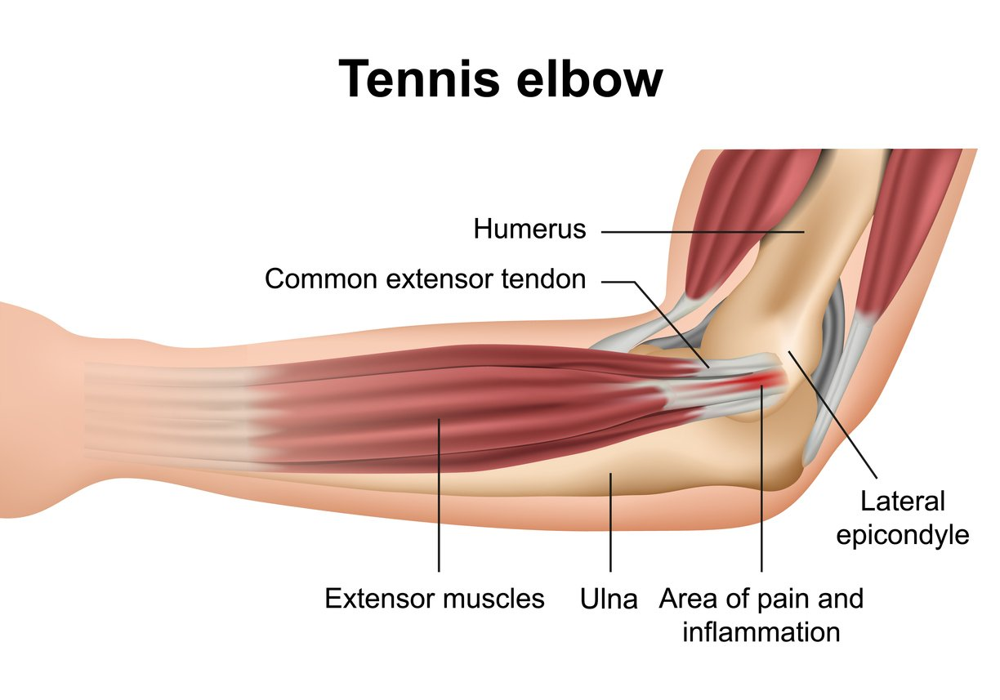 Tennis elbow
Humerus
Common extensor tendon
Lateral
epicondyle
Extensor muscles
Ulna
Area of pain and
inflammation